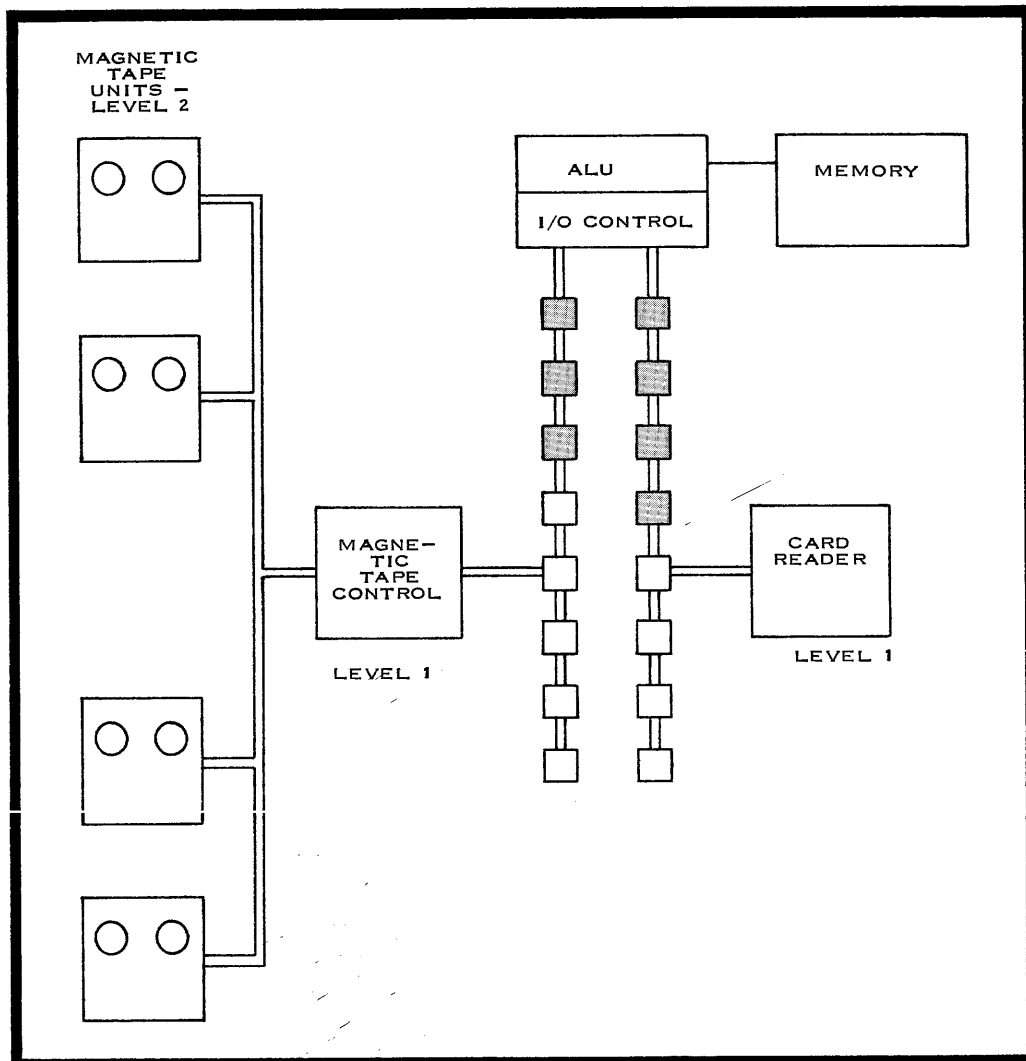 MAGNETIC
TAPE
UNITS –
LEVEL 2
ALU
I/O CONTROL
MEMORY
MAGNE–
TIC
TAPE
CONTROL
LEVEL 1
CARD
READER
LEVEL 1